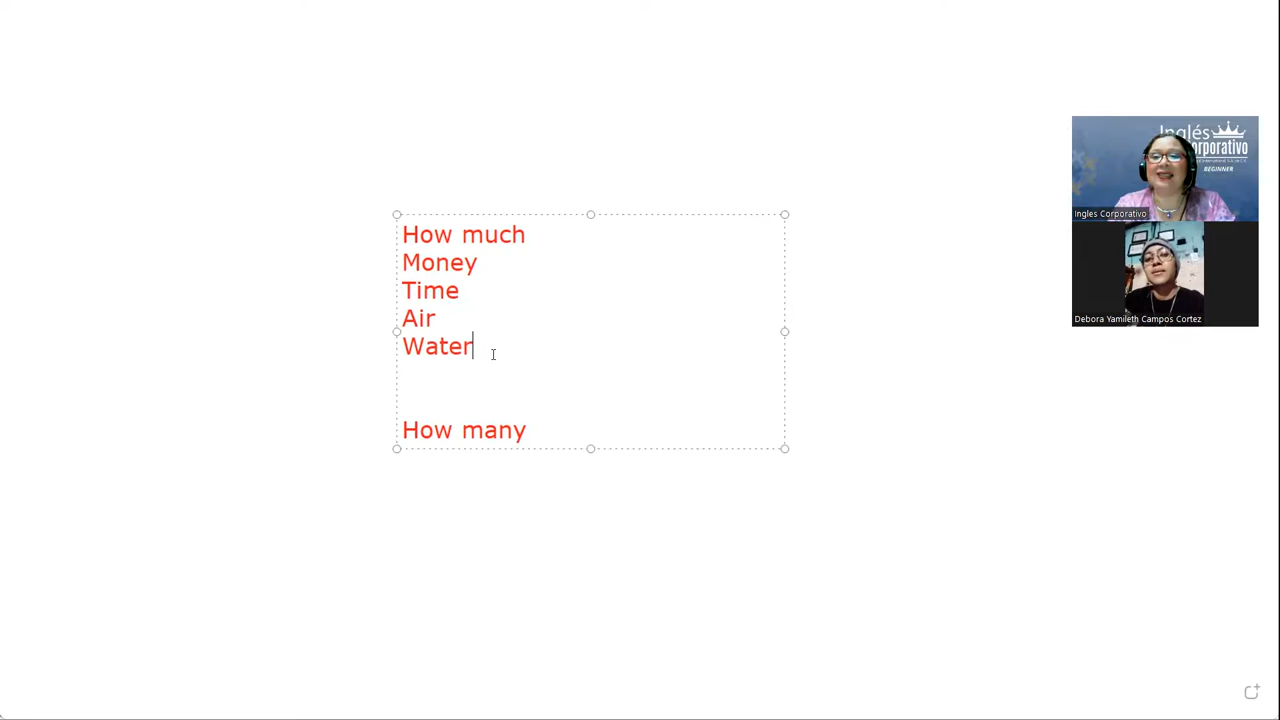 Inglés
Corporativo
BEGINNER
Ingles Corporativo
How much
Money
Time
Air
Water
How many
Debora Yamileth Campos Cortez